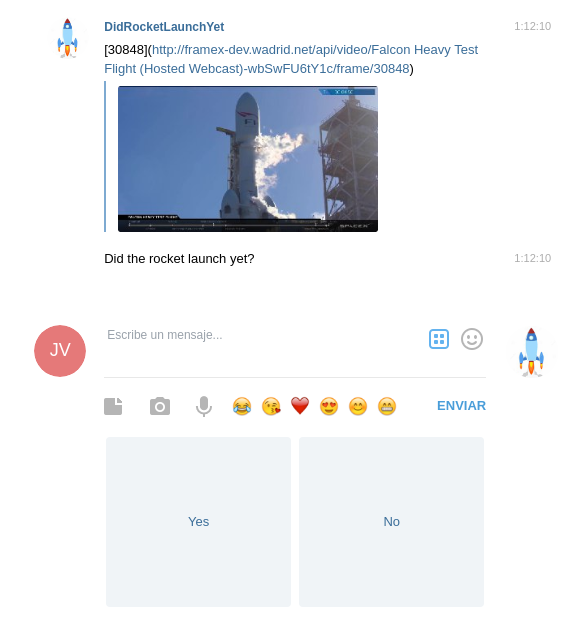 DidRocketLaunchYet 1:12:10
[30848](http://framex-dev.wadrid.net/api/video/Falcon Heavy Test
Flight (Hosted Webcast)-wbSwFU6tY1c/frame/30848)
Did the rocket launch yet? 1:12:10
JV
Escribe un mensaje...
ENVIAR
Yes No